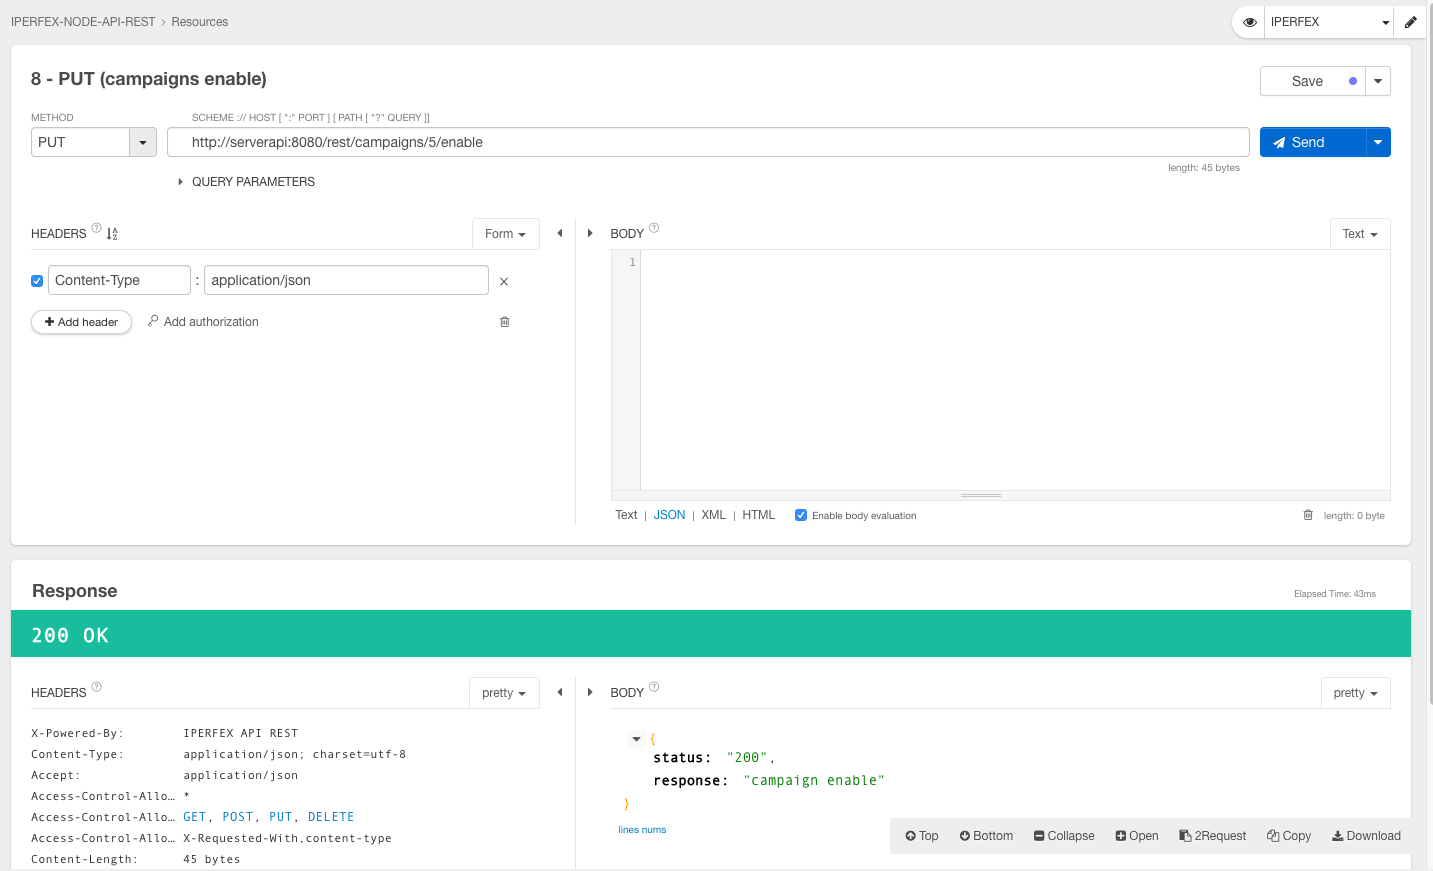 IPERFEX-NODE-API-REST › Resources
IPERFEX
8 - PUT (campaigns enable)
Save
METHOD
SCHEME :// HOST [ ":" PORT ] [ PATH [ "?" QUERY ]]
PUT
http://serverapi:8080/rest/campaigns/5/enable
Send
length: 45 bytes
QUERY PARAMETERS
HEADERS ?
Form
BODY ?
Text
Content-Type : application/json
1
Add header
Add authorization
Text | JSON | XML | HTML
Enable body evaluation
length: 0 byte
Response
Elapsed Time: 43ms
200 OK
HEADERS ?
pretty
BODY ?
pretty
X-Powered-By: IPERFEX API REST
Content-Type: application/json; charset=utf-8
Accept: application/json
Access-Control-Allo… *
Access-Control-Allo… GET, POST, PUT, DELETE
Access-Control-Allo… X-Requested-With,content-type
Content-Length: 45 bytes
{
status: "200",
response: "campaign enable"
}
lines nums
Top
Bottom
Collapse
Open
2Request
Copy
Download